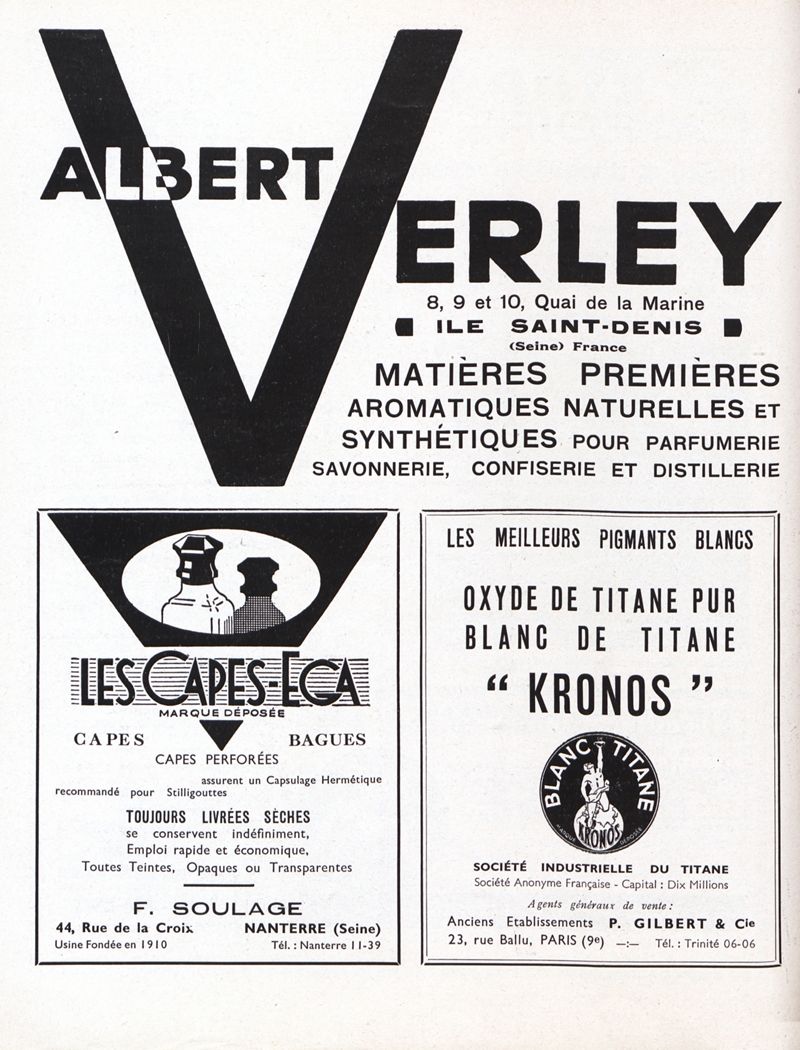 ALBERT
VERLEY
8, 9 et 10, Quai de la Marine
ILE SAINT-DENIS
(Seine) France
MATIÈRES PREMIÈRES
AROMATIQUES NATURELLES ET
SYNTHÉTIQUES POUR PARFUMERIE
SAVONNERIE, CONFISERIE ET DISTILLERIE
LES CAPES-EGA
MARQUE DÉPOSÉE
CAPES BAGUES
CAPES PERFORÉES
assurent un Capsulage Hermétique
recommandé pour Stilligouttes
TOUJOURS LIVRÉES SÈCHES
se conservent indéfiniment,
Emploi rapide et économique,
Toutes Teintes, Opaques ou Transparentes
F. SOULAGE
44, Rue de la Croix NANTERRE (Seine)
Usine Fondée en 1910 Tél. : Nanterre 11-39
LES MEILLEURS PIGMANTS BLANCS
OXYDE DE TITANE PUR
BLANC DE TITANE
“ KRONOS ”
BLANC TITANE
KRONOS
MARQUE DÉPOSÉE
SOCIÉTÉ INDUSTRIELLE DU TITANE
Société Anonyme Française - Capital : Dix Millions
Agents généraux de vente :
Anciens Etablissements P. GILBERT & Cie
23, rue Ballu, PARIS (9e) —:— Tél. : Trinité 06-06